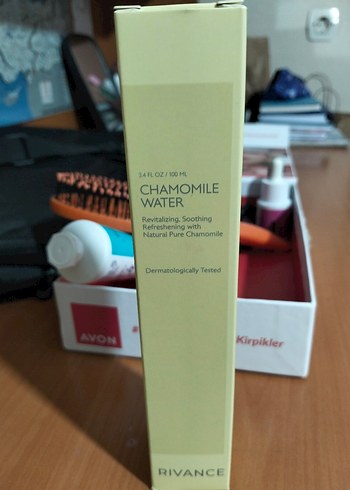 3,4 FL OZ / 100 ML
CHAMOMILE
WATER
Revitalizing, Soothing
Refreshening with
Natural Pure Chamomile
Dermatologically Tested
AVON
#
Kirpikler
RIVANCE